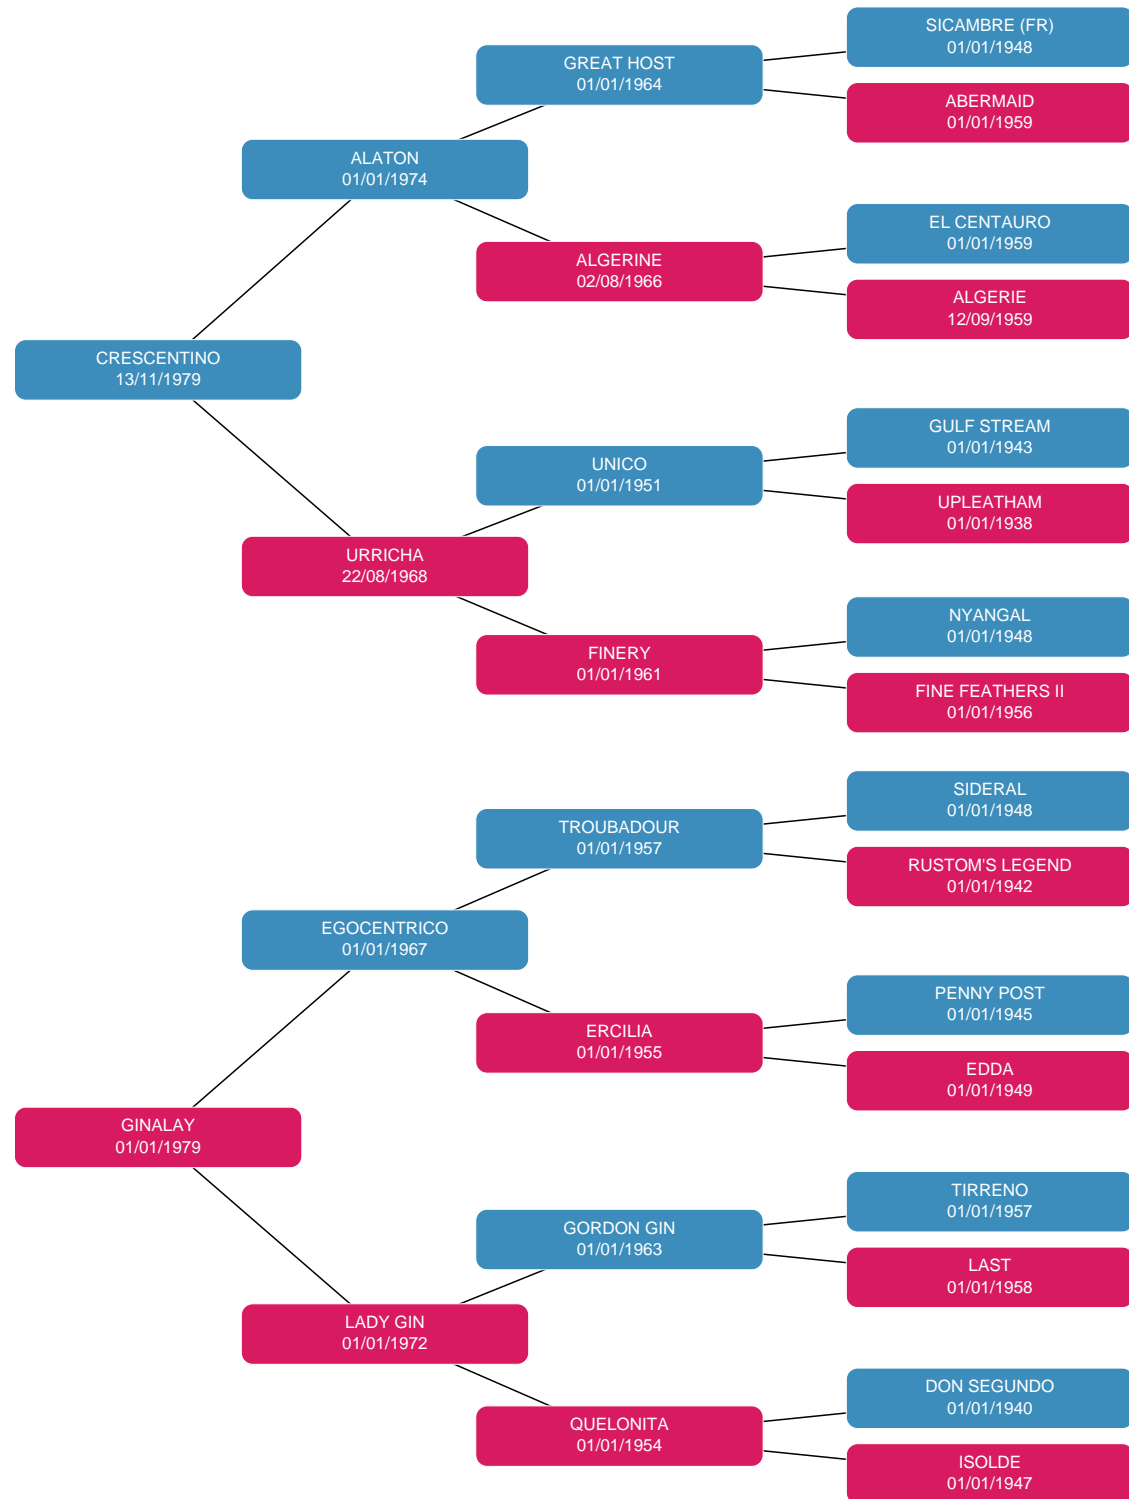 SICAMBRE (FR)
01/01/1948
GREAT HOST
01/01/1964
ABERMAID
01/01/1959
ALATON
01/01/1974
EL CENTAURO
01/01/1959
ALGERINE
02/08/1966
ALGERIE
12/09/1959
CRESCENTINO
13/11/1979
GULF STREAM
01/01/1943
UNICO
01/01/1951
UPLEATHAM
01/01/1938
URRICHA
22/08/1968
NYANGAL
01/01/1948
FINERY
01/01/1961
FINE FEATHERS II
01/01/1956
SIDERAL
01/01/1948
TROUBADOUR
01/01/1957
RUSTOM'S LEGEND
01/01/1942
EGOCENTRICO
01/01/1967
PENNY POST
01/01/1945
ERCILIA
01/01/1955
EDDA
01/01/1949
GINALAY
01/01/1979
TIRRENO
01/01/1957
GORDON GIN
01/01/1963
LAST
01/01/1958
LADY GIN
01/01/1972
DON SEGUNDO
01/01/1940
QUELONITA
01/01/1954
ISOLDE
01/01/1947